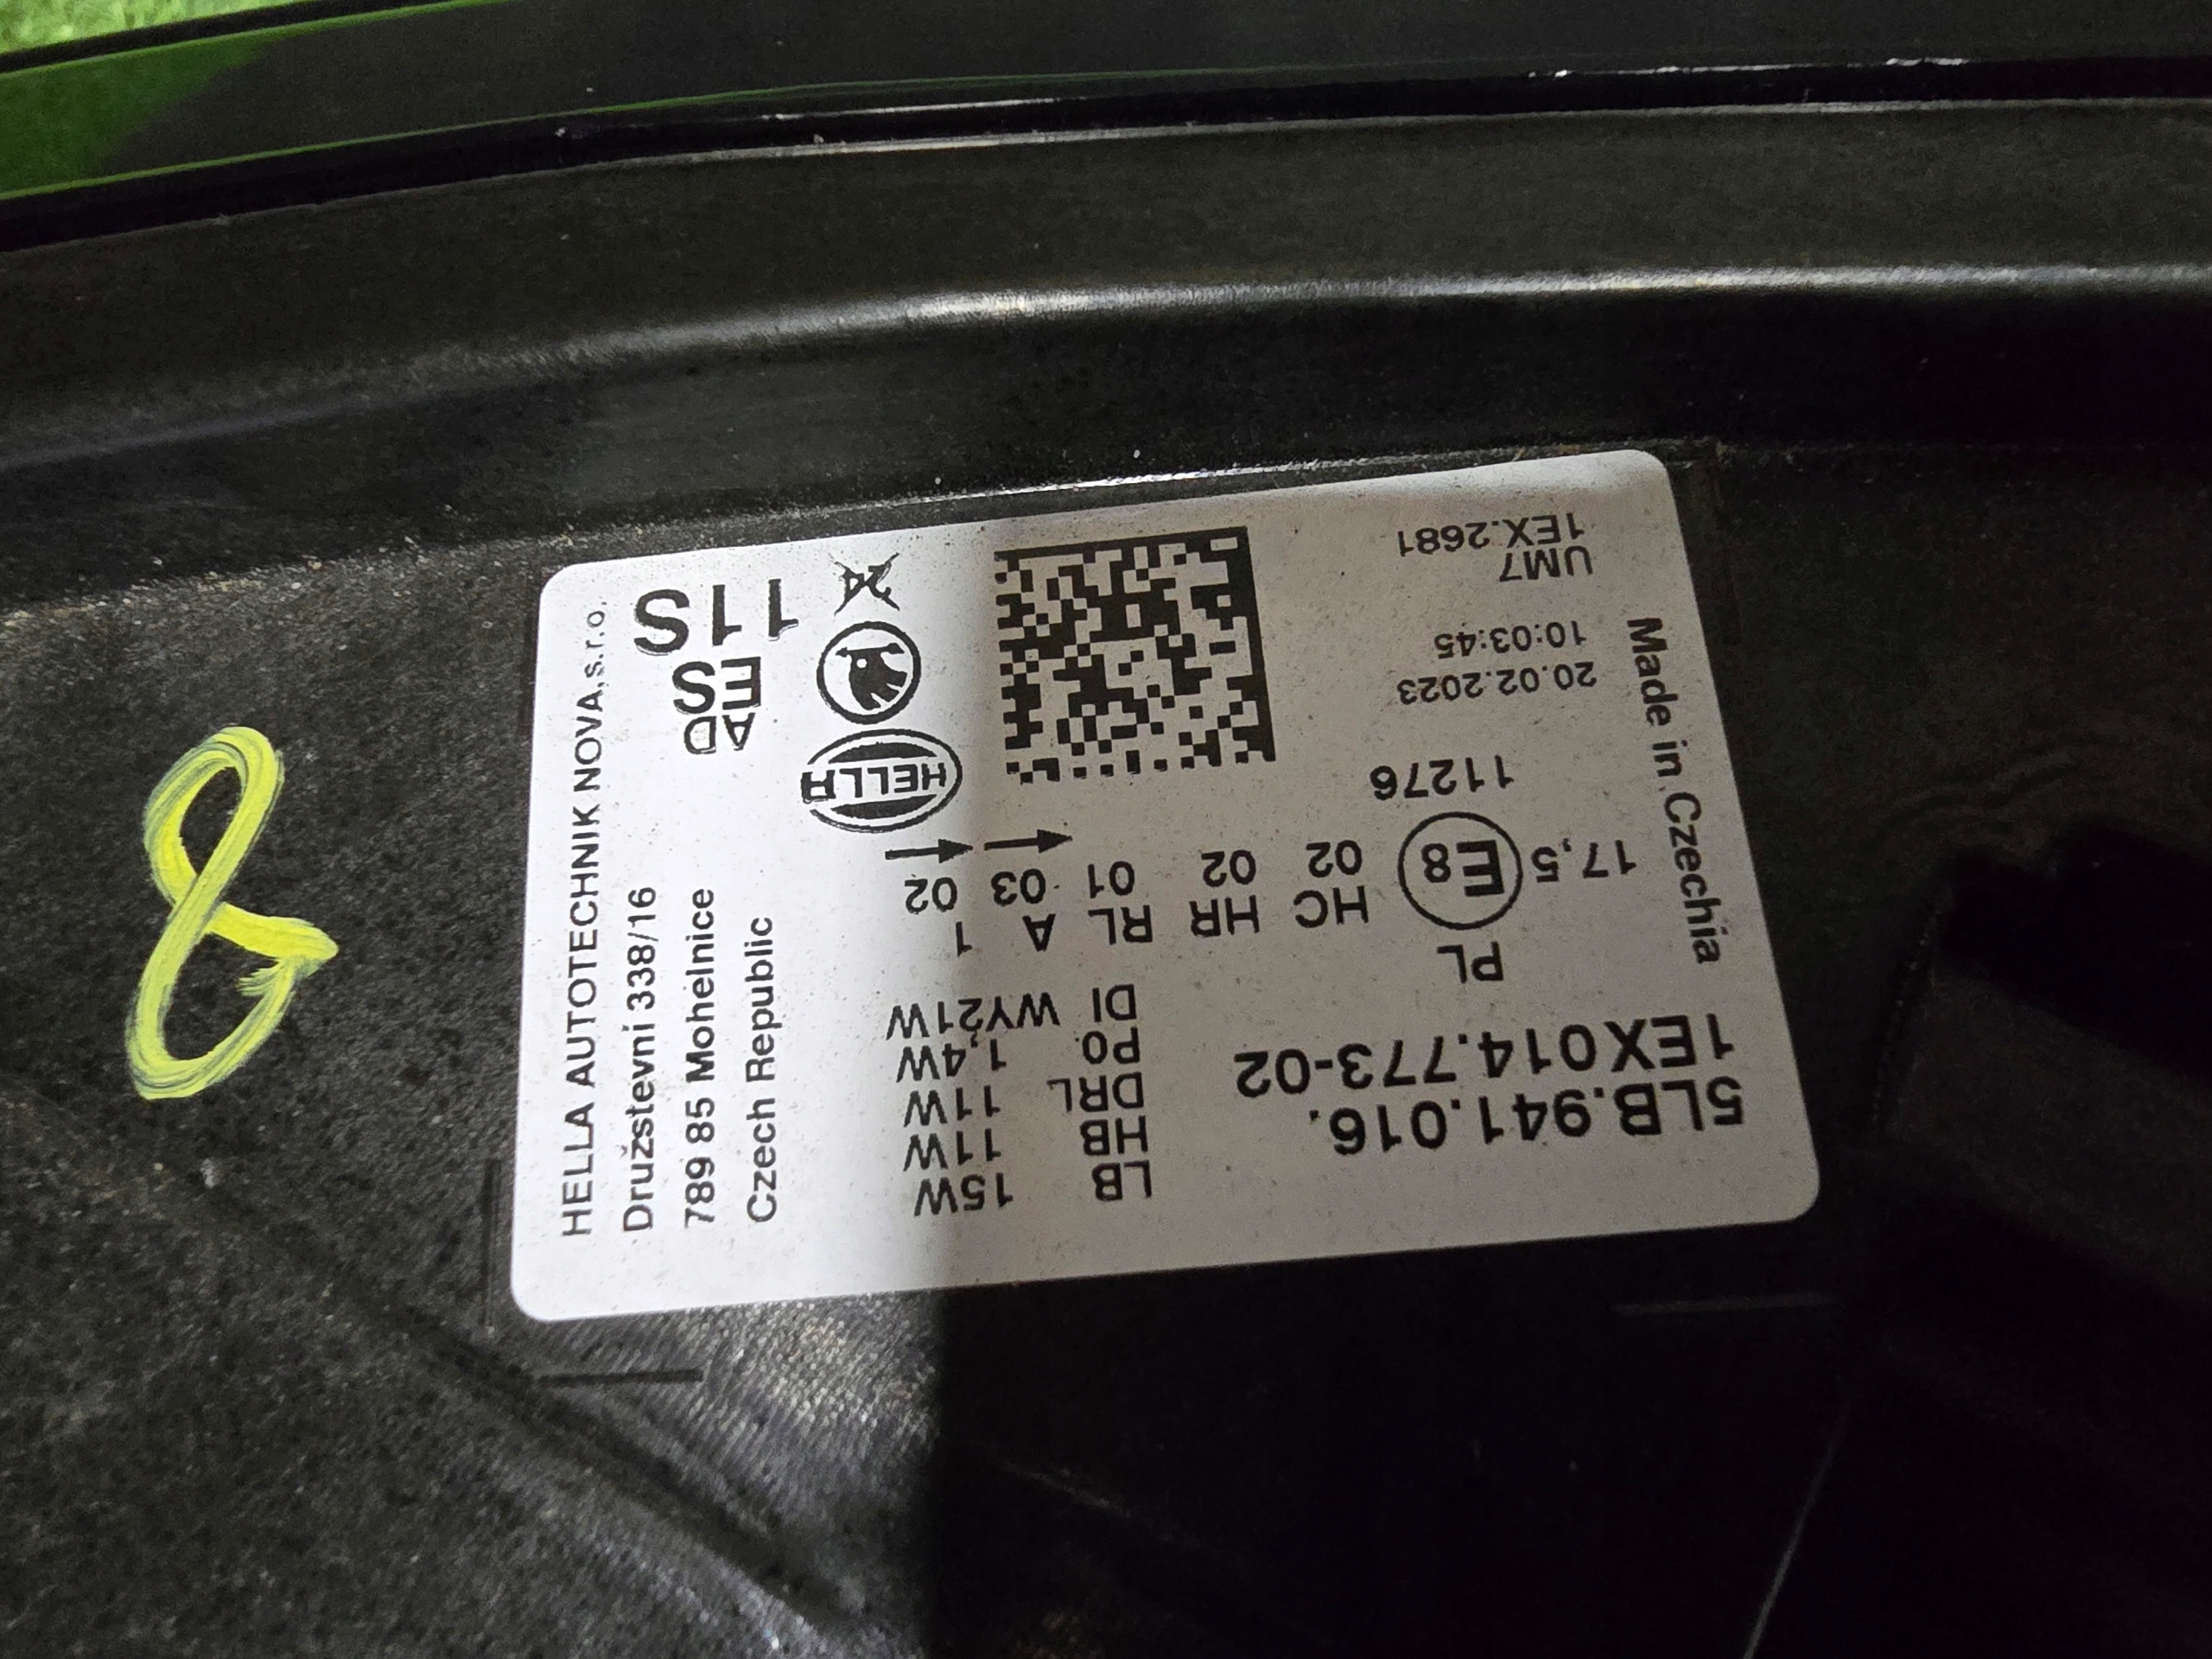 5LB.941.016.
1EX014.773-02
LB 15W
HB 11W
DRL 11W
PO 1,4W
DI WY21W
PL
17,5 E8
HC HR RL A 1
02 02 01 03 02
11276
20.02.2023
10:03:45
UM7
1EX.2681
Made in Czechia
HELLA
AD
ES
11S
HELLA AUTOTECHNIK NOVA,s.r.o.
Družstevní 338/16
789 85 Mohelnice
Czech Republic
8